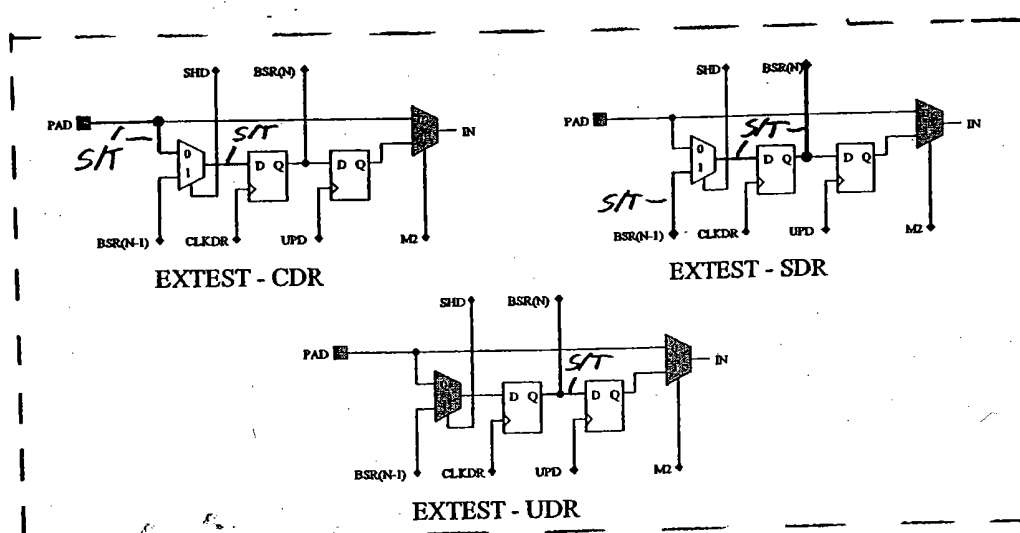 SHD BSR(N)
PAD
S/T
S/T
0
1
D Q
D Q
IN
BSR(N-1) CLKDR UPD M2
EXTEST - CDR
SHD BSR(N)
PAD
S/T
S/T
0
1
D Q
D Q
IN
BSR(N-1) CLKDR UPD M2
EXTEST - SDR
SHD BSR(N)
PAD
S/T
D Q
D Q
IN
BSR(N-1) CLKDR UPD M2
EXTEST - UDR